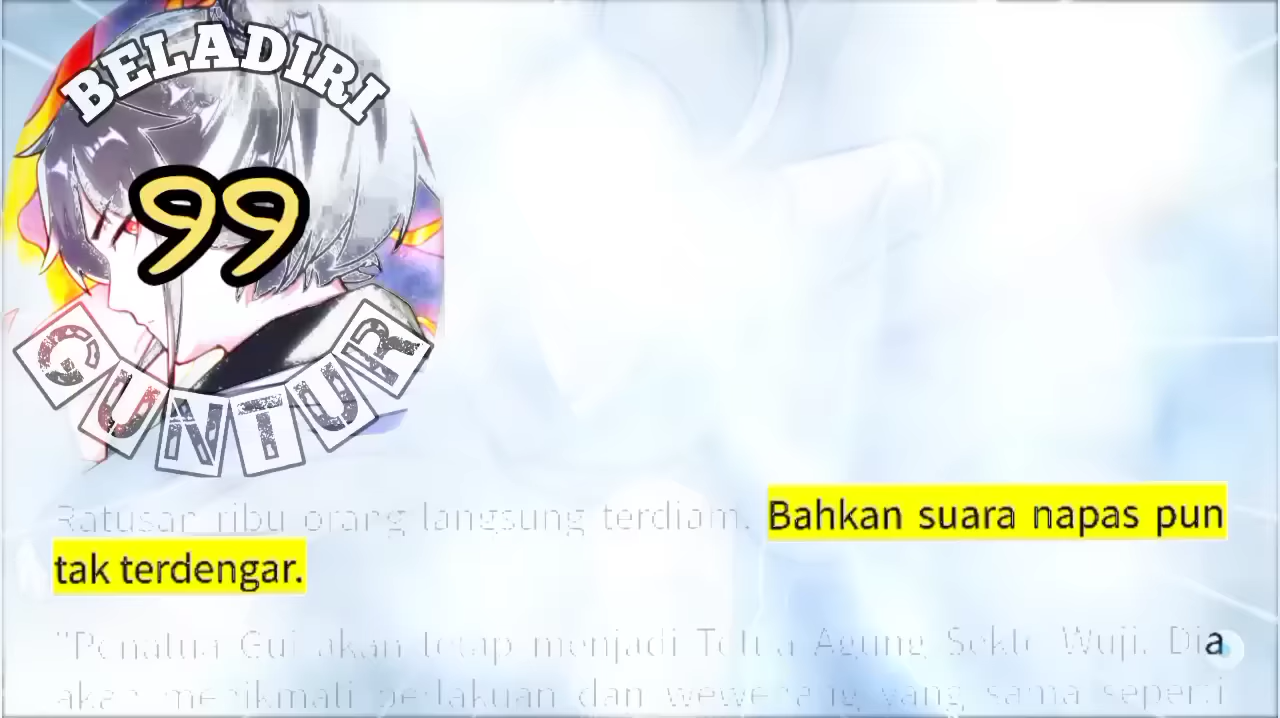 BELADIRI
99
GUNTUR
Ratusan ribu orang langsung terdiam. Bahkan suara napas pun
tak terdengar.
"Penatua Gui akan tetap menjadi Tetua Agung Sekte Wuji. Dia
akan menikmati perlakuan dan wewenang yang sama seperti